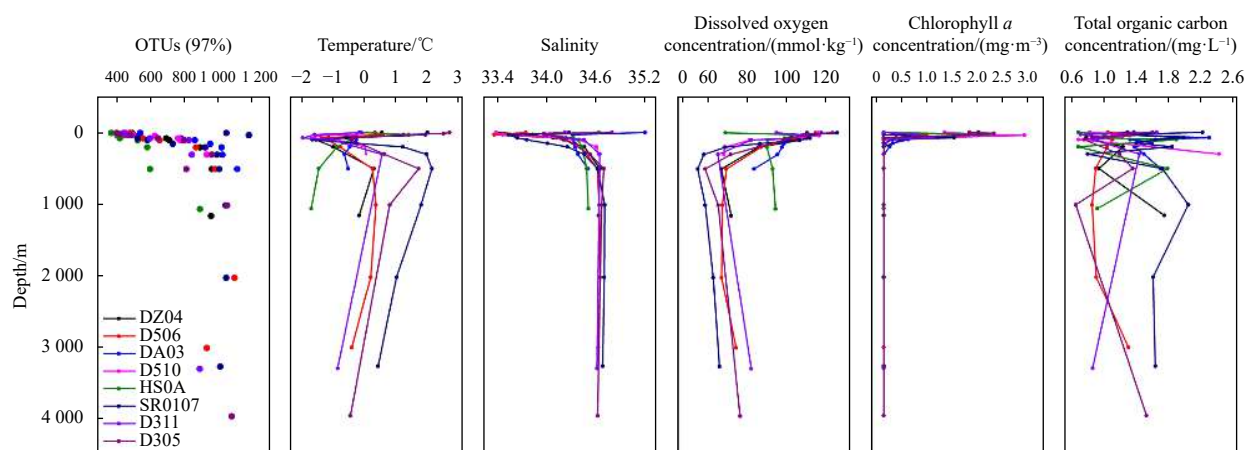 OTUs (97%)
400 600 800 1 000 1 200
Temperature/℃
−2 −1 0 1 2 3
Salinity
33.4 34.0 34.6 35.2
Dissolved oxygen
concentration/(mmol·kg⁻¹)
0 60 80 100 120
Chlorophyll a
concentration/(mg·m⁻³)
0 0.5 1.0 1.5 2.0 2.5 3.0
Total organic carbon
concentration/(mg·L⁻¹)
0.6 1.0 1.4 1.8 2.2 2.6
Depth/m
0
1 000
2 000
3 000
4 000
DZ04
D506
DA03
D510
HS0A
SR0107
D311
D305